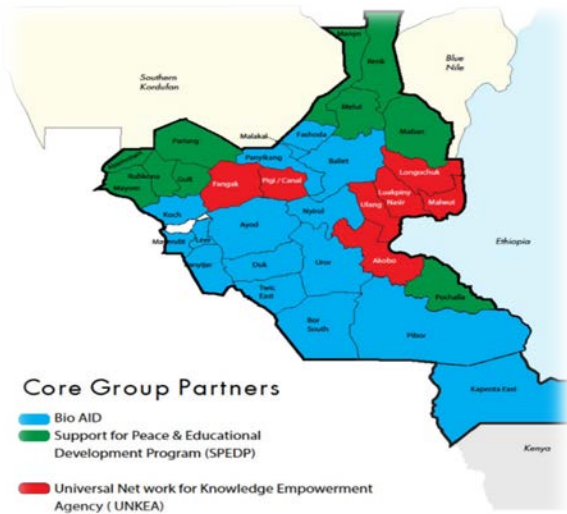 Manyo
Renk
Southern
Kordufan
Blue
Nile
Melut
Maban
Malakal
Fashoda
Pariang
Panyikang
Baliet
Longochuk
Rubkona
Guit
Mayom
Fangak
Pigi / Canal
Luakpiny
Nasir
Maiwut
Ulang
Koch
Nyirol
Ayod
Leer
Ethiopia
Akobo
Duk
Uror
Twic
East
Pochalla
Bor
South
Pibor
Kapoeta East
Core Group Partners
Bio AID
Support for Peace & Educational
Development Program (SPEDP)
Kenya
Universal Net work for Knowledge Empowerment
Agency ( UNKEA)